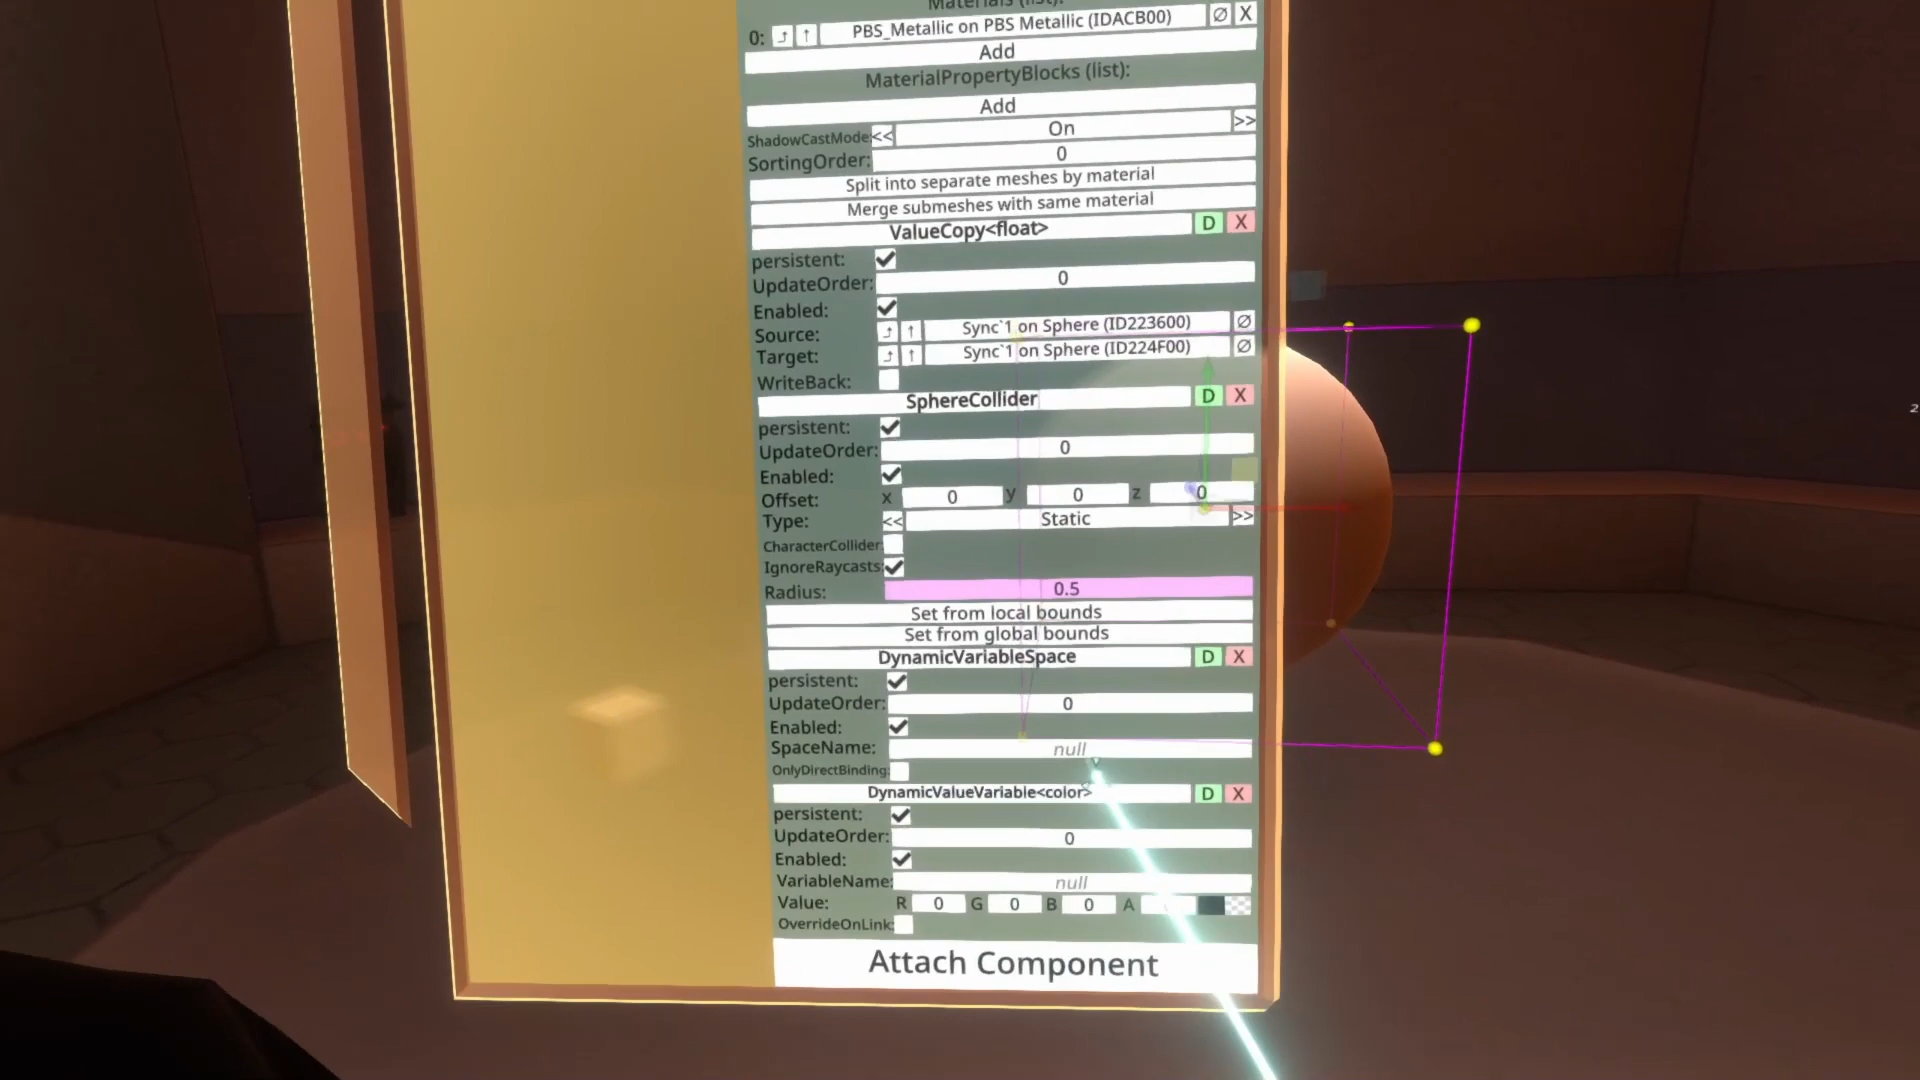 Materials (list):
0: PBS_Metallic on PBS Metallic (IDACB00) Ø X
Add
MaterialPropertyBlocks (list):
Add
ShadowCastMode: << On >>
SortingOrder: 0
Split into separate meshes by material
Merge submeshes with same material
ValueCopy<float> D X
persistent:
UpdateOrder: 0
Enabled:
Source: Sync`1 on Sphere (ID223600) Ø
Target: Sync`1 on Sphere (ID224F00) Ø
WriteBack:
SphereCollider D X
persistent:
UpdateOrder: 0
Enabled:
Offset: x 0 y 0 z 0
Type: << Static >>
CharacterCollider:
IgnoreRaycasts:
Radius: 0.5
Set from local bounds
Set from global bounds
DynamicVariableSpace D X
persistent:
UpdateOrder: 0
Enabled:
SpaceName: null
OnlyDirectBinding:
DynamicValueVariable<color> D X
persistent:
UpdateOrder: 0
Enabled:
VariableName: null
Value: R 0 G 0 B 0 A
OverrideOnLink:
Attach Component
2